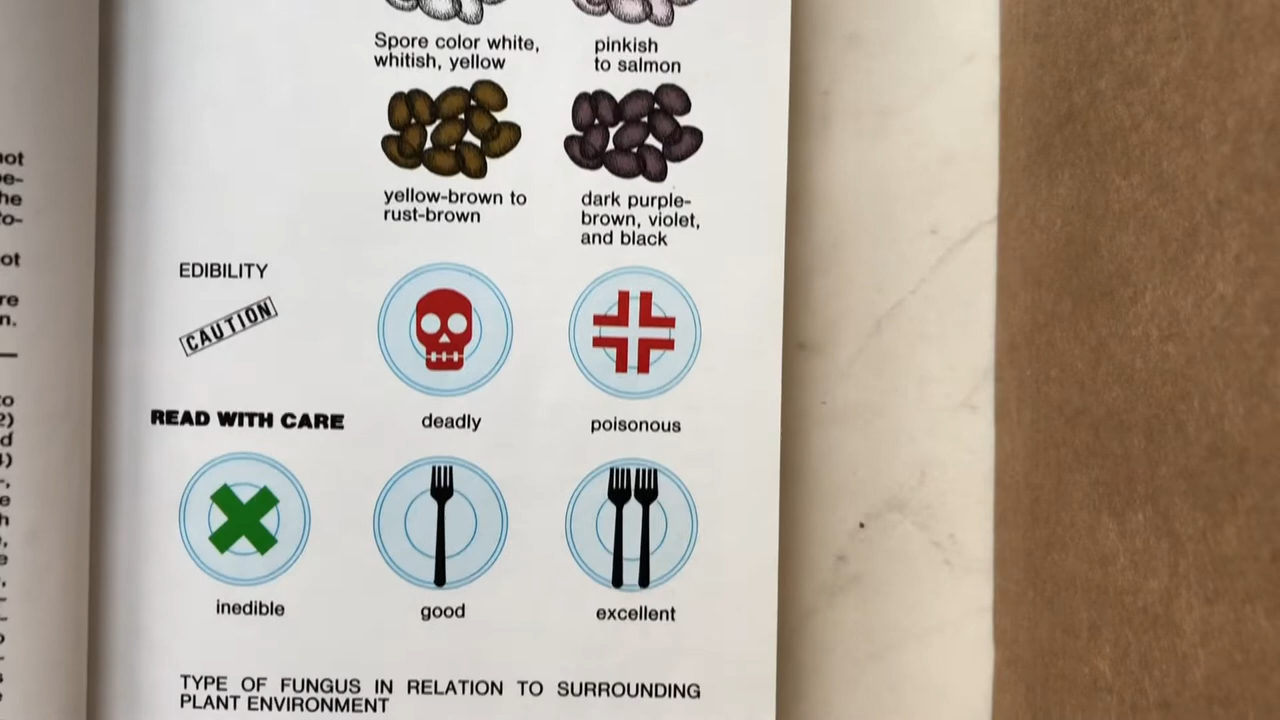 Spore color white,
whitish, yellow
pinkish
to salmon
yellow-brown to
rust-brown
dark purple-
brown, violet,
and black
EDIBILITY
CAUTION
READ WITH CARE
deadly
poisonous
inedible
good
excellent
TYPE OF FUNGUS IN RELATION TO SURROUNDING
PLANT ENVIRONMENT